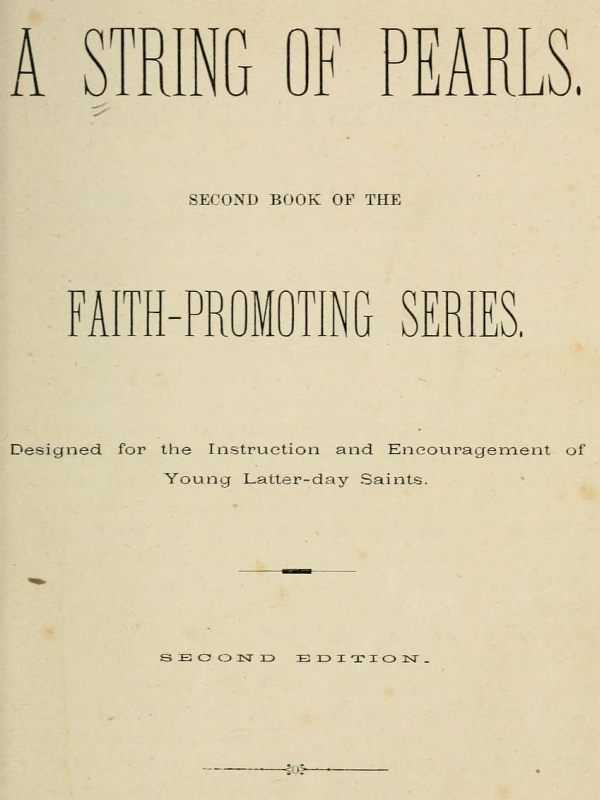 A STRING OF PEARLS.
SECOND BOOK OF THE
FAITH-PROMOTING SERIES.
Designed for the Instruction and Encouragement of
Young Latter-day Saints.
SECOND EDITION.